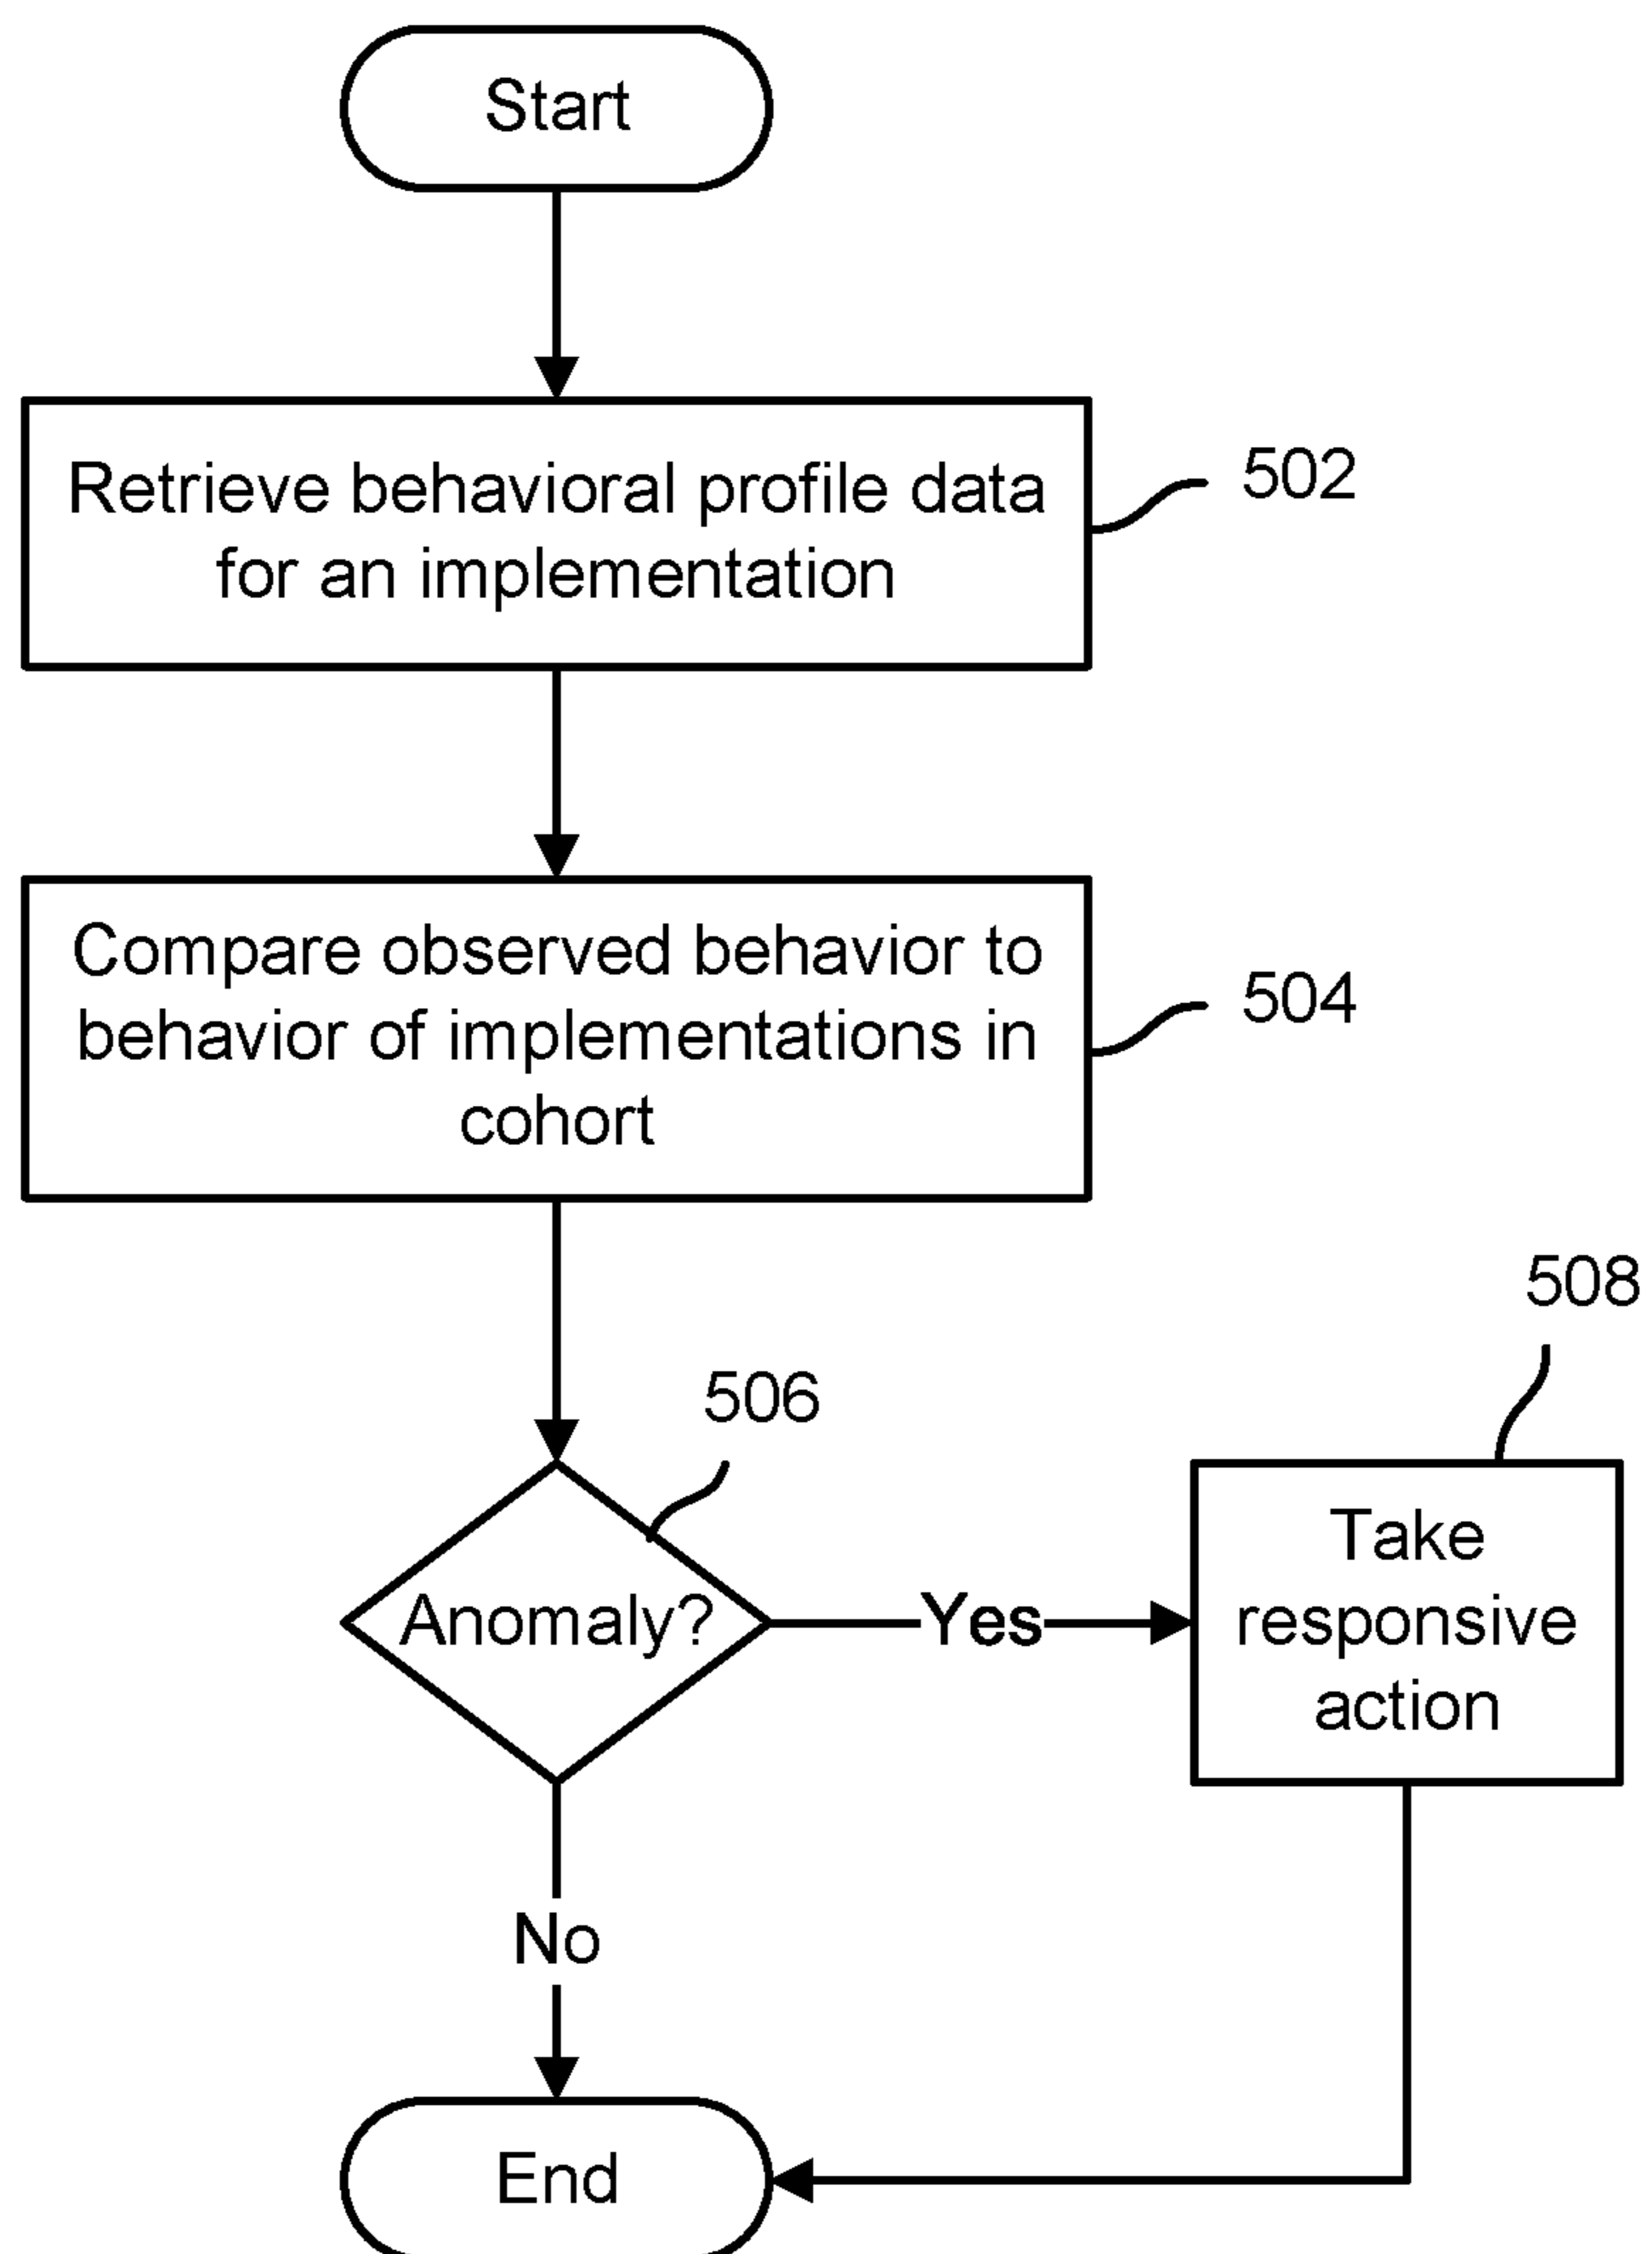 Start
Retrieve behavioral profile data
for an implementation
502
Compare observed behavior to
behavior of implementations in
cohort
504
506
508
Anomaly?
Yes
Take
responsive
action
No
End